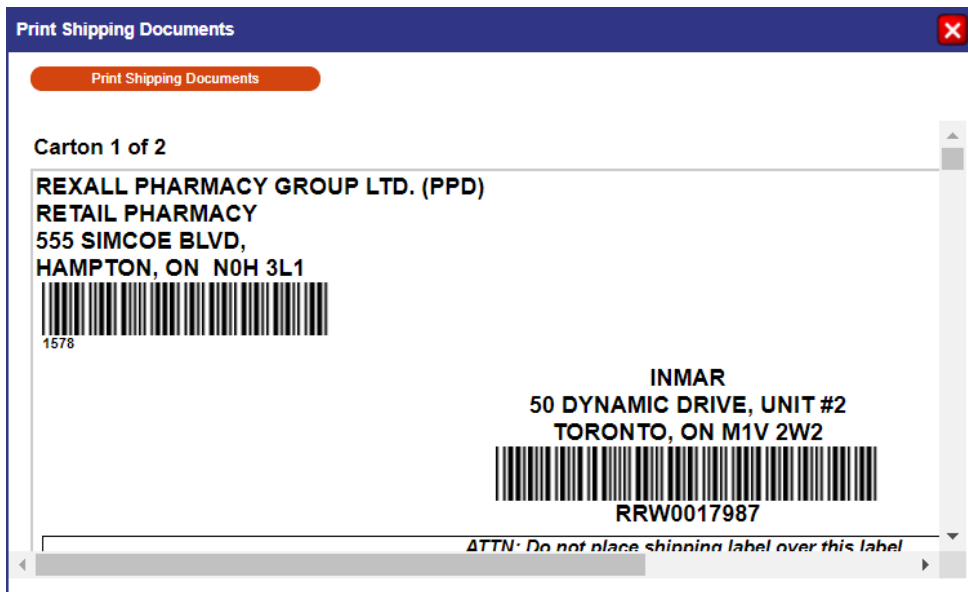 Print Shipping Documents
Print Shipping Documents
Carton 1 of 2
REXALL PHARMACY GROUP LTD. (PPD)
RETAIL PHARMACY
555 SIMCOE BLVD,
HAMPTON, ON N0H 3L1
1578
INMAR
50 DYNAMIC DRIVE, UNIT #2
TORONTO, ON M1V 2W2
RRW0017987
ATTN: Do not place shipping label over this label